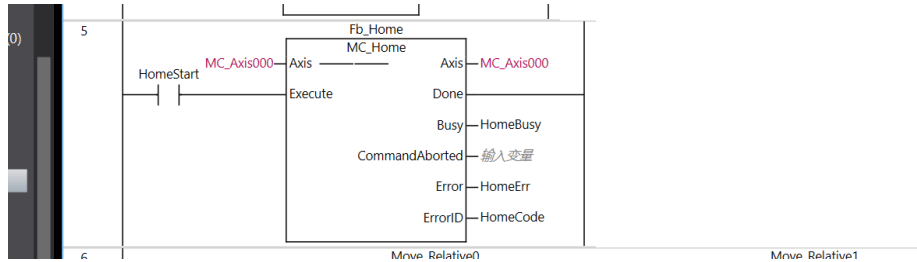 (0)
5
Fb_Home
MC_Home
MC_Axis000 Axis Axis MC_Axis000
HomeStart
Execute Done
Busy HomeBusy
CommandAborted 输入变量
Error HomeErr
ErrorID HomeCode
6 Move_Relative0 Move_Relative1